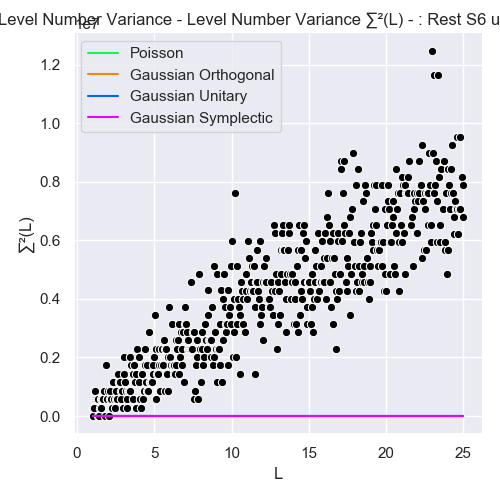 Level Number Variance - Level Number Variance ∑²(L) - : Rest S6 u
1e7
Poisson
Gaussian Orthogonal
Gaussian Unitary
Gaussian Symplectic
1.2
1.0
0.8
0.6
0.4
0.2
0.0
∑²(L)
0 5 10 15 20 25
L